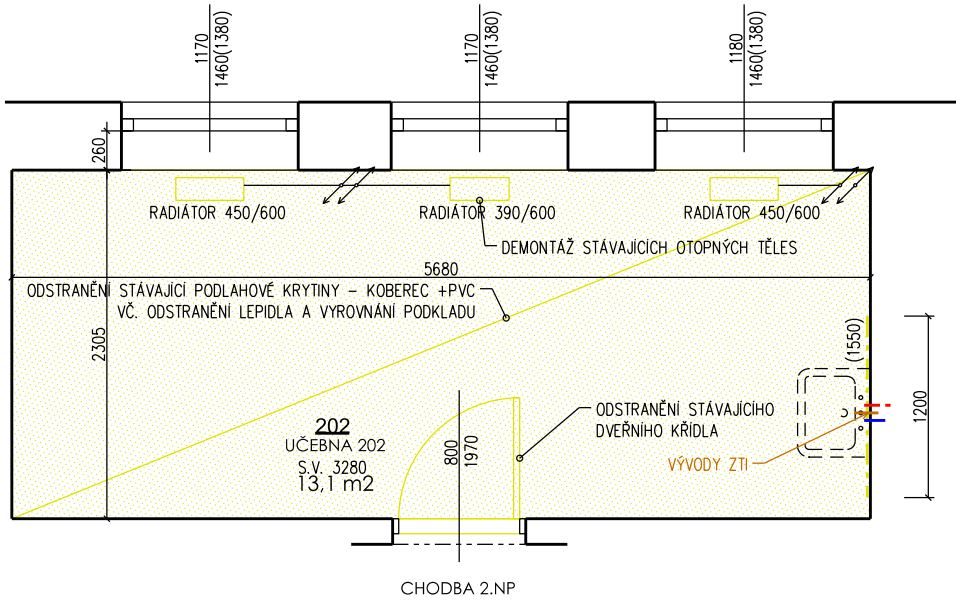 1170
1460(1380)
1170
1460(1380)
1180
1460(1380)
260
RADIÁTOR 450/600
RADIÁTOR 390/600
RADIÁTOR 450/600
DEMONTÁŽ STÁVAJÍCÍCH OTOPNÝCH TĚLES
5680
ODSTRANĚNÍ STÁVAJÍCÍ PODLAHOVÉ KRYTINY – KOBEREC +PVC
VČ. ODSTRANĚNÍ LEPIDLA A VYROVNÁNÍ PODKLADU
2305
(1550)
1200
ODSTRANĚNÍ STÁVAJÍCÍHO
DVEŘNÍHO KŘÍDLA
202
UČEBNA 202
S.V. 3280
13,1 m2
800
1970
VÝVODY ZTI
CHODBA 2.NP